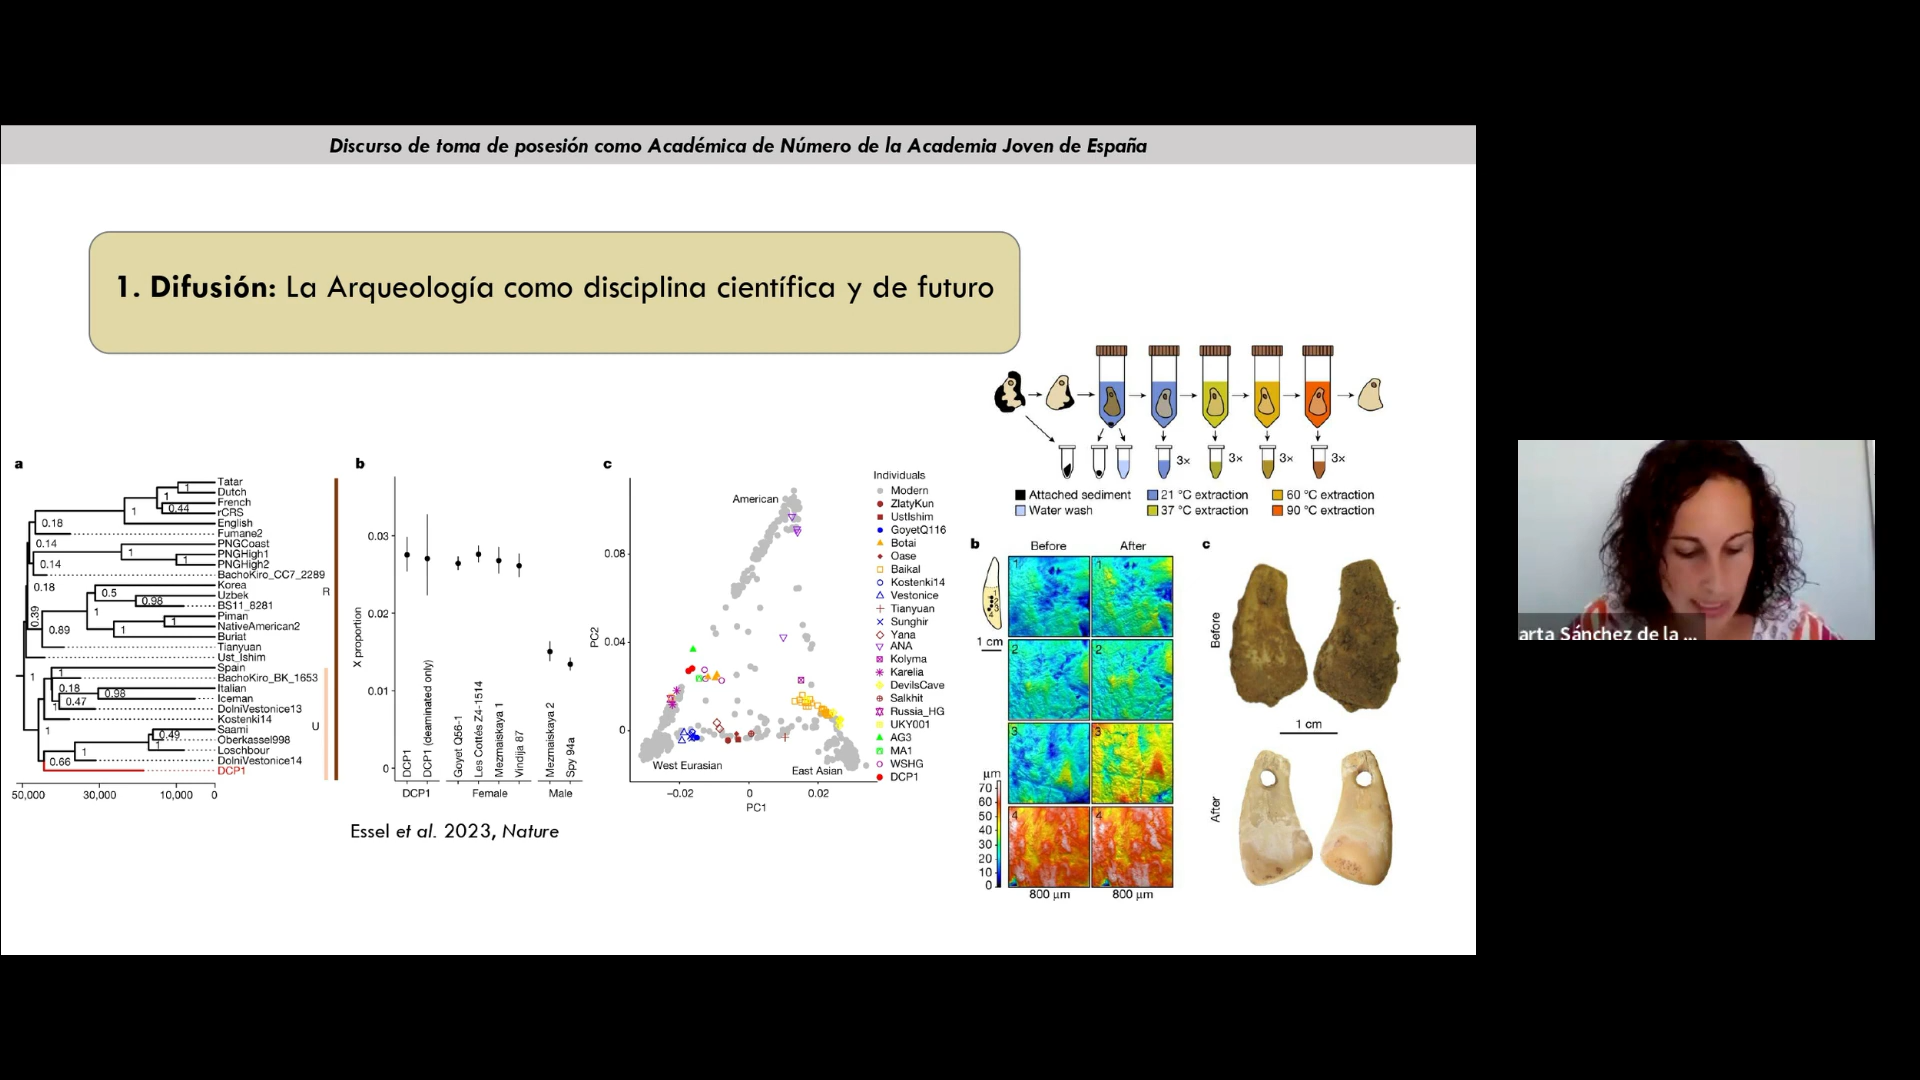 Discurso de toma de posesión como Académica de Número de la Academia Joven de España
1. Difusión: La Arqueología como disciplina científica y de futuro
3×
3×
3×
3×
Attached sediment
21 °C extraction
60 °C extraction
Water wash
37 °C extraction
90 °C extraction
a
Tatar
Dutch
French
rCRS
English
Fumane2
PNGCoast
PNGHigh1
PNGHigh2
BachoKiro_CC7_2289
Korea
Uzbek
BS11_8281
Piman
NativeAmerican2
Buriat
Tianyuan
Ust_Ishim
Spain
BachoKiro_BK_1653
Italian
Iceman
DolniVestonice13
Kostenki14
Saami
Oberkassel998
Loschbour
DolniVestonice14
DCP1
1
1
0.44
1
0.18
0.14
1
1
0.14
0.18
0.5
0.98
1
0.39
1
1
0.89
1
1
0.18
0.98
0.47
1
1
0.49
1
1
0.66
R
U
50,000
30,000
10,000
0
b
X proportion
0.03
0.02
0.01
0
DCP1
DCP1 (deaminated only)
Goyet Q56-1
Les Cottés Z4-1514
Mezmaiskaya 1
Vindija 87
Mezmaiskaya 2
Spy 94a
DCP1
Female
Male
c
PC2
0.08
0.04
0
American
West Eurasian
East Asian
−0.02
0
0.02
PC1
Individuals
Modern
ZlatyKun
UstIshim
GoyetQ116
Botai
Oase
Baikal
Kostenki14
Vestonice
Tianyuan
Sunghir
Yana
ANA
Kolyma
Karelia
DevilsCave
Salkhit
Russia_HG
UKY001
AG3
MA1
WSHG
DCP1
Essel et al. 2023, Nature
b
Before
After
1 cm
1
1
2
2
3
3
4
4
µm
70
60
50
40
30
20
10
0
800 µm
800 µm
c
Before
1 cm
After
arta Sánchez de la ...